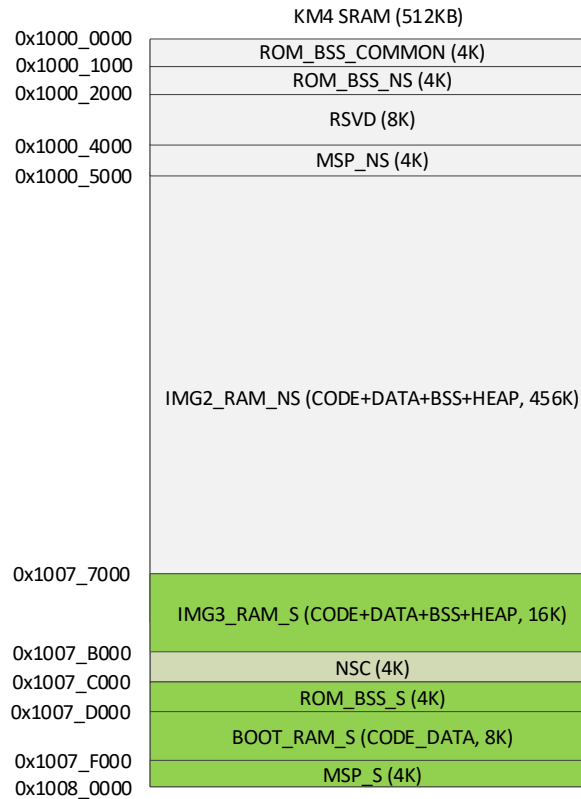 KM4 SRAM (512KB)
0x1000_0000
ROM_BSS_COMMON (4K)
0x1000_1000
ROM_BSS_NS (4K)
0x1000_2000
RSVD (8K)
0x1000_4000
MSP_NS (4K)
0x1000_5000
IMG2_RAM_NS (CODE+DATA+BSS+HEAP, 456K)
0x1007_7000
IMG3_RAM_S (CODE+DATA+BSS+HEAP, 16K)
0x1007_B000
NSC (4K)
0x1007_C000
ROM_BSS_S (4K)
0x1007_D000
BOOT_RAM_S (CODE_DATA, 8K)
0x1007_F000
MSP_S (4K)
0x1008_0000